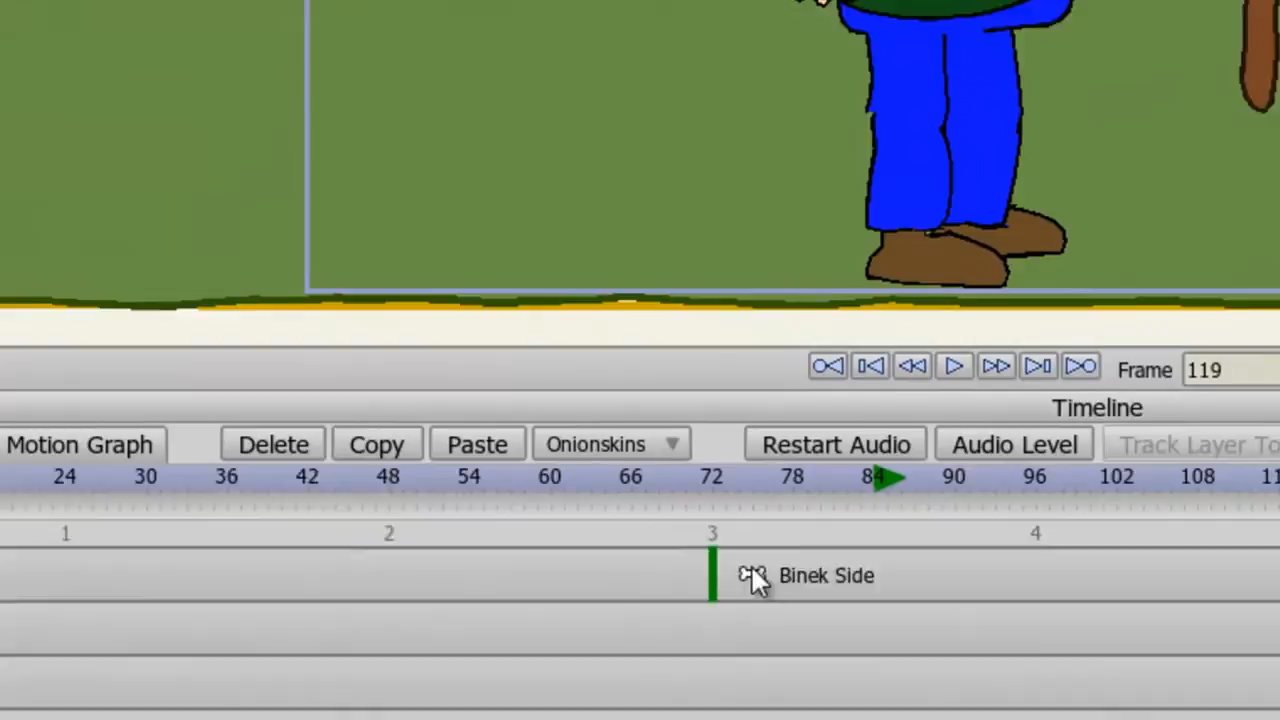 Frame 119
Timeline
Motion Graph Delete Copy Paste Onionskins Restart Audio Audio Level Track Layer To
24 30 36 42 48 54 60 66 72 78 84 90 96 102 108 11
1 2 3 4
Binek Side